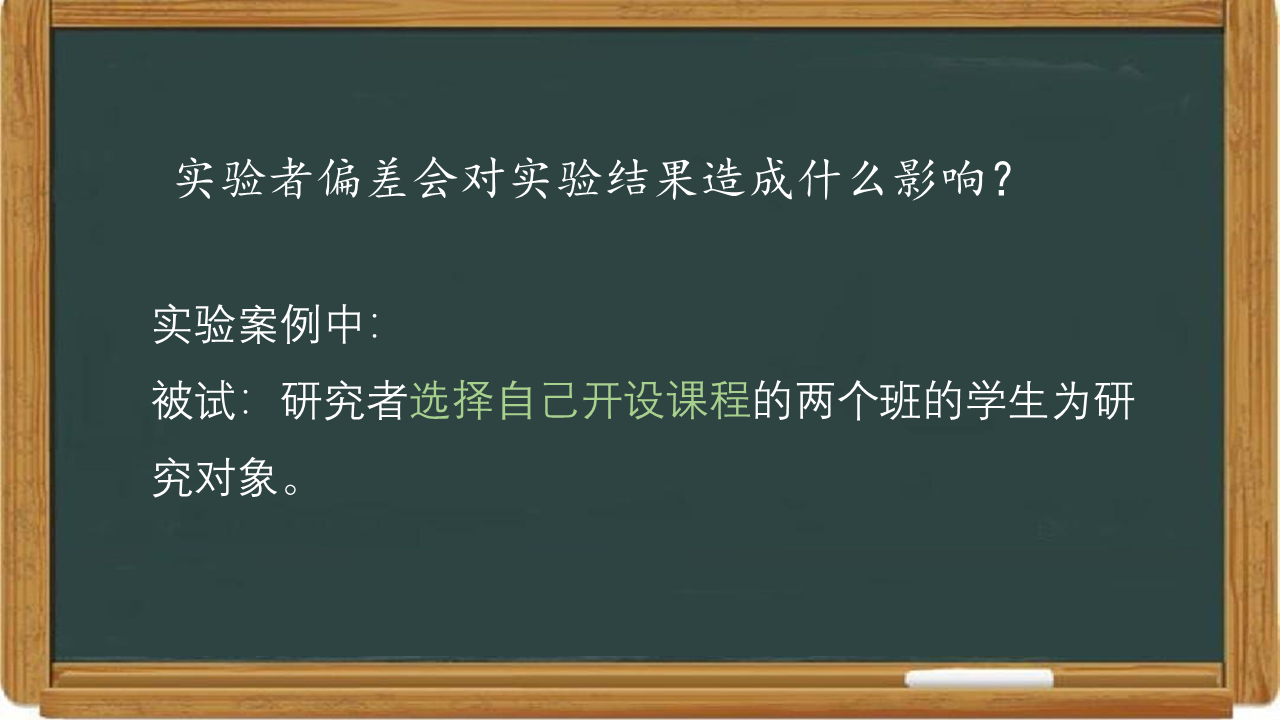 实验者偏差会对实验结果造成什么影响？
实验案例中：
被试：研究者选择自己开设课程的两个班的学生为研
究对象。